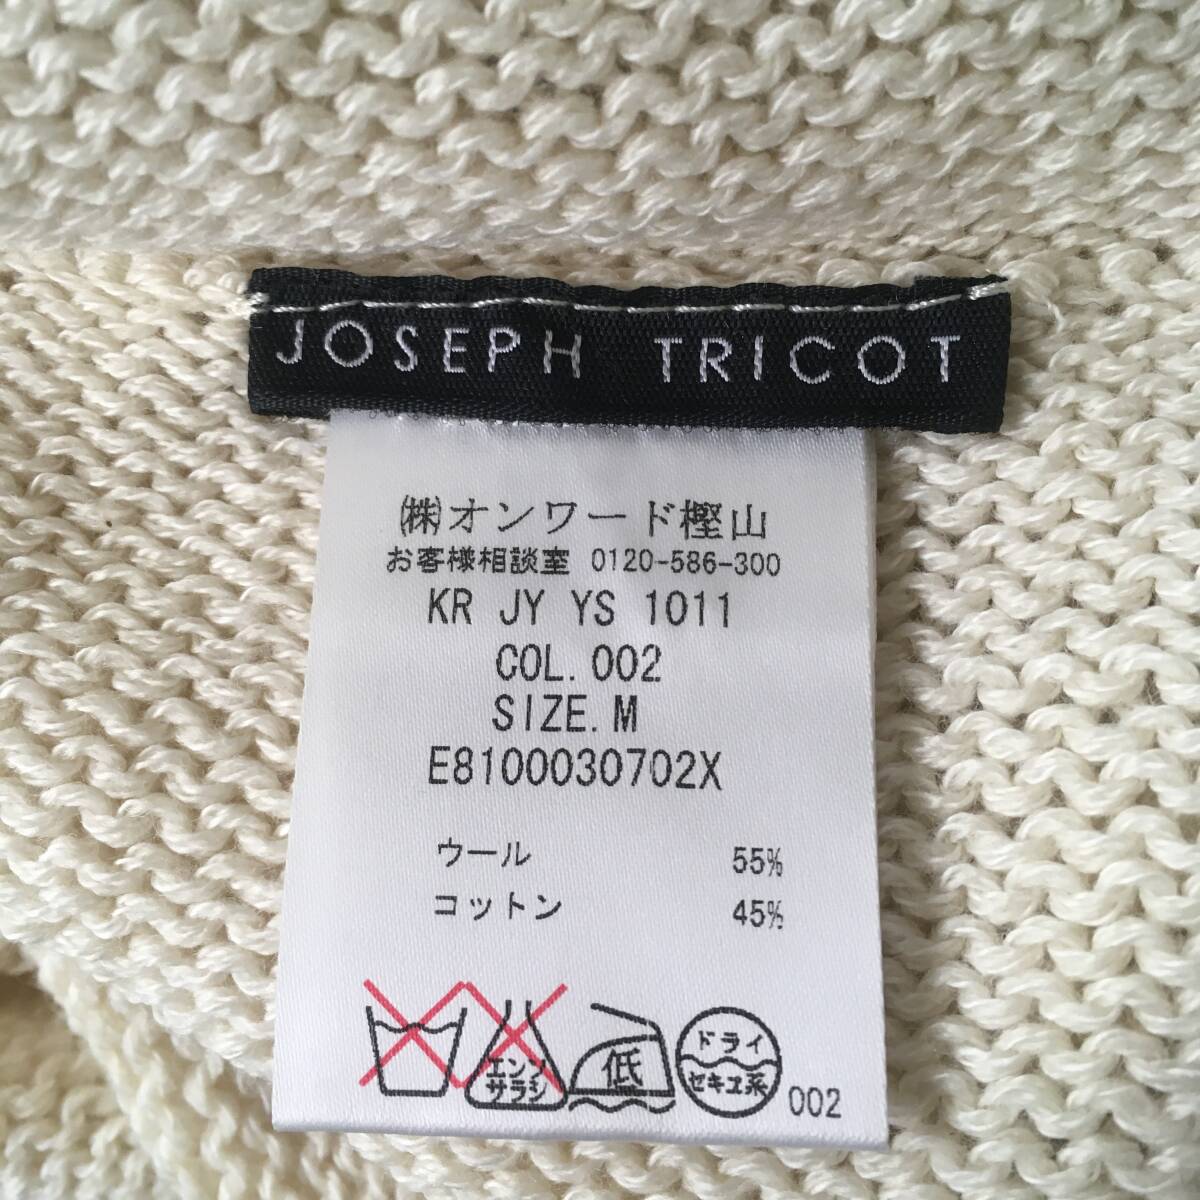 JOSEPH TRICOT
㈱オンワード樫山
お客様相談室 0120-586-300
KR JY YS 1011
COL. 002
SIZE. M
E8100030702X
ウール 55%
コットン 45%
エンソ
サラシ
低
ドライ
セキユ系
002